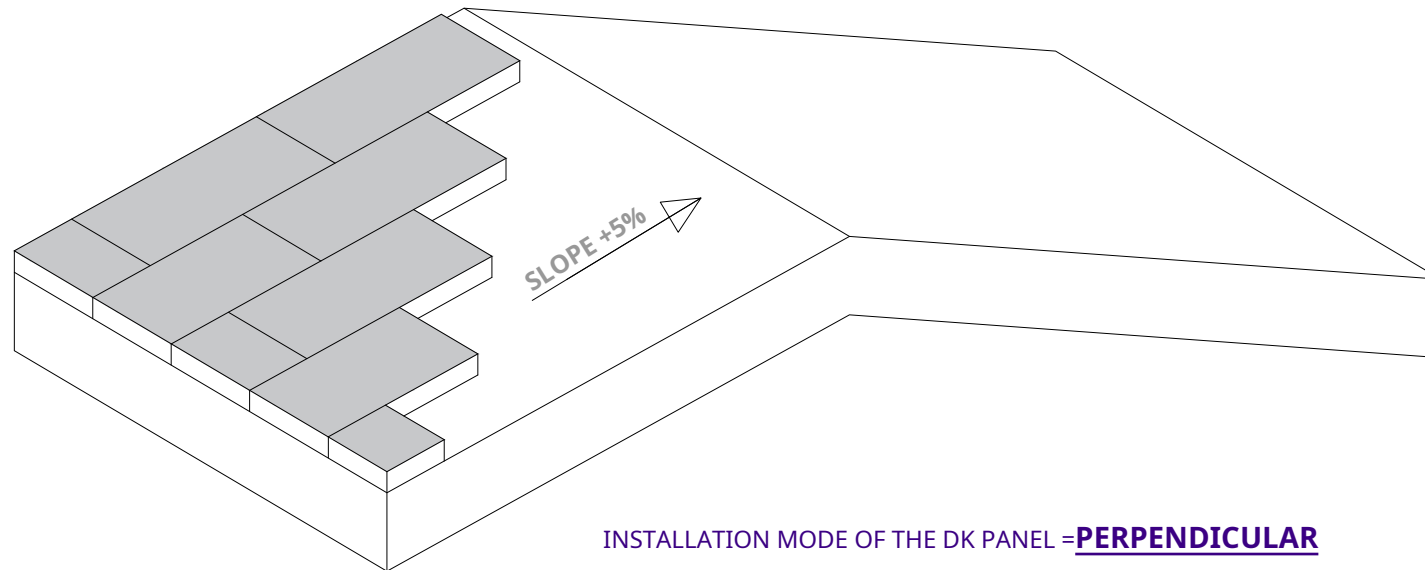 SLOPE +5%
INSTALLATION MODE OF THE DK PANEL =PERPENDICULAR